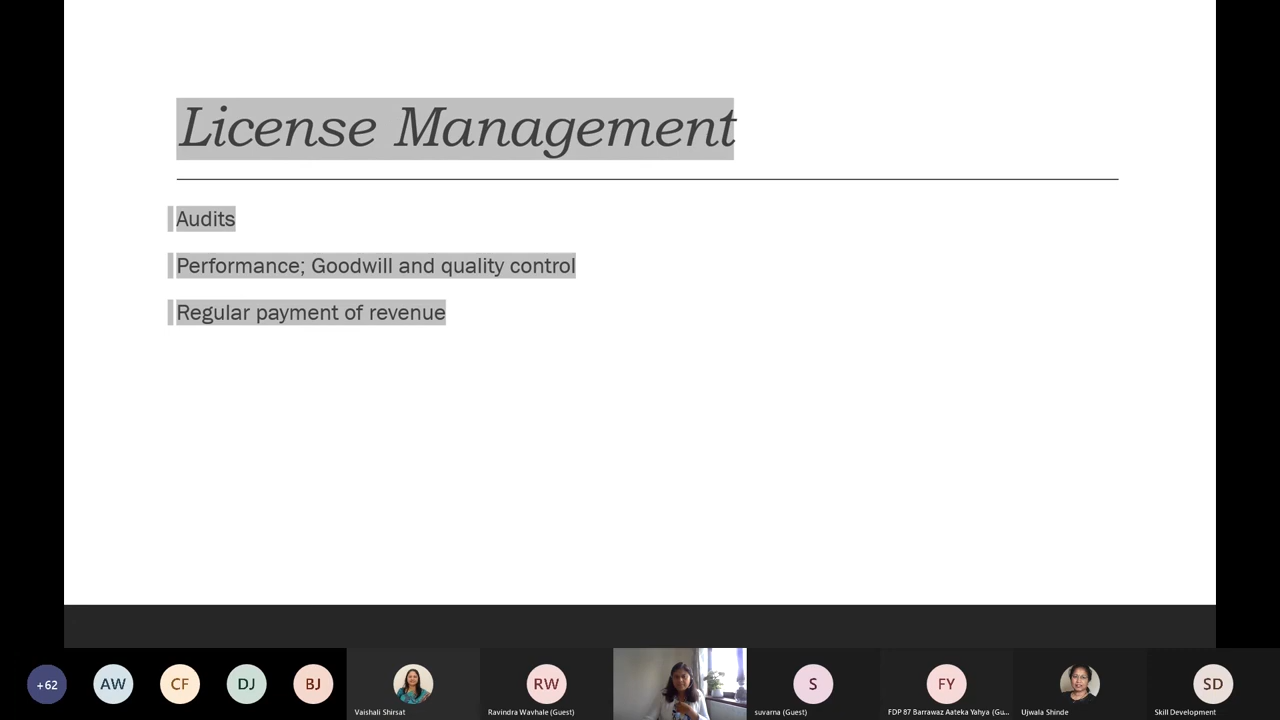 License Management
Audits
Performance; Goodwill and quality control
Regular payment of revenue
+62
AW
CF
DJ
BJ
Vaishali Shirsat
RW
Ravindra Wavhale (Guest)
S
suvarna (Guest)
FY
FDP 87 Barrawaz Aateka Yahya (Gu...
Ujwala Shinde
SD
Skill Development